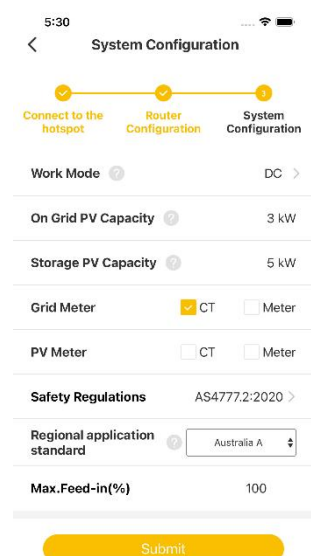 5:30
System Configuration
3
Connect to the hotspot
Router Configuration
System Configuration
Work Mode ? DC >
On Grid PV Capacity ? 3 kW
Storage PV Capacity ? 5 kW
Grid Meter CT Meter
PV Meter CT Meter
Safety Regulations AS4777.2:2020 >
Regional application standard ? Australia A
Max.Feed-in(%) 100
Submit